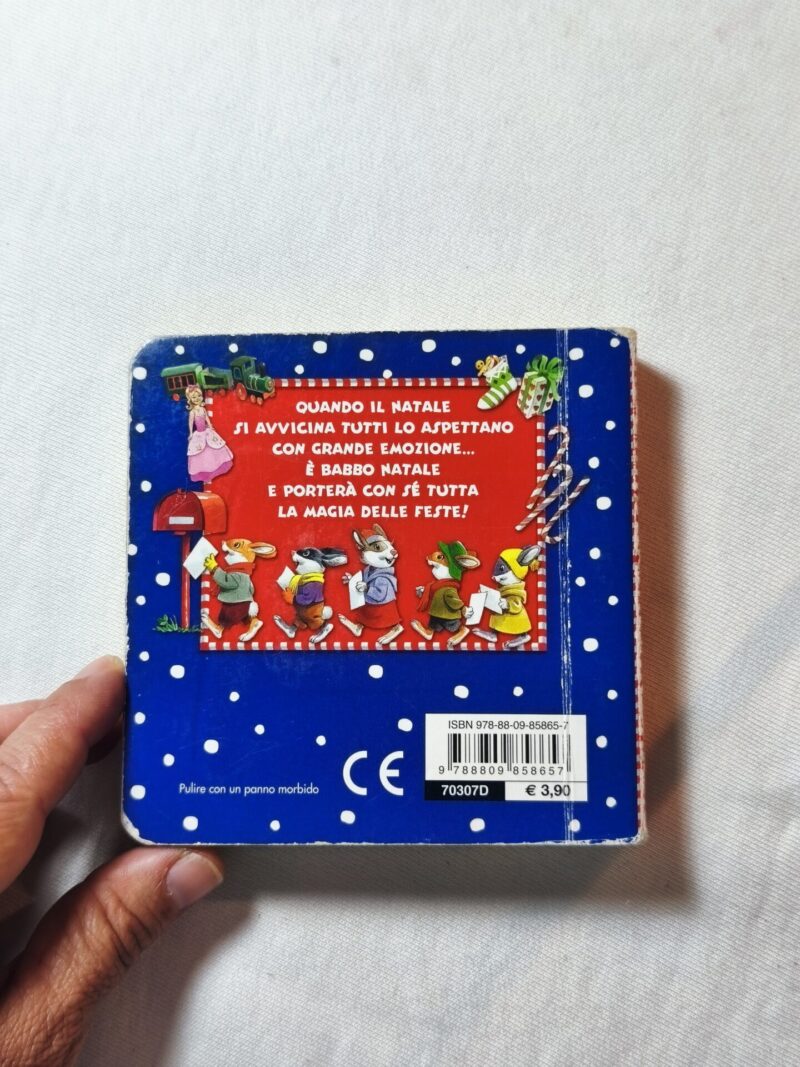 QUANDO IL NATALE
SI AVVICINA TUTTI LO ASPETTANO
CON GRANDE EMOZIONE...
È BABBO NATALE
E PORTERÀ CON SÉ TUTTA
LA MAGIA DELLE FESTE!
ISBN 978-88-09-85865-7
9 788809 858657
70307D € 3,90
CE
Pulire con un panno morbido